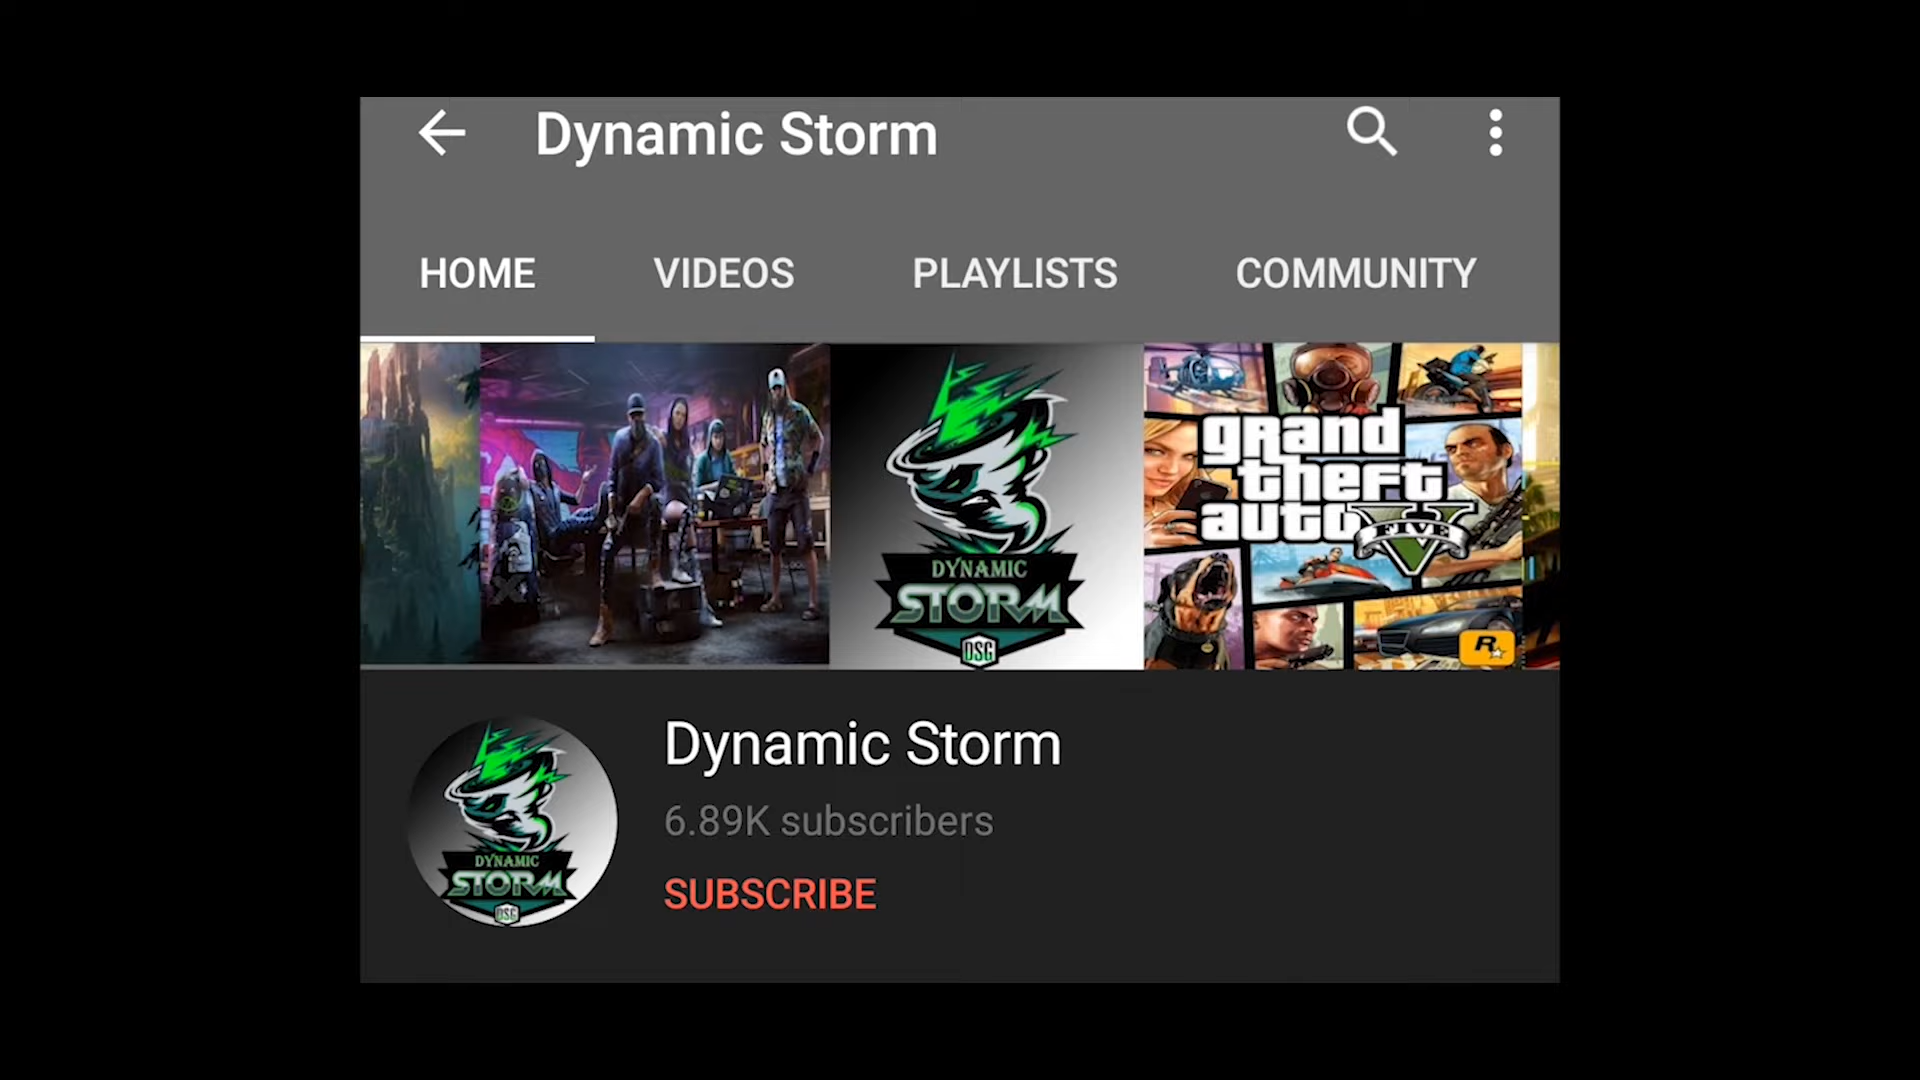 Dynamic Storm
HOME VIDEOS PLAYLISTS COMMUNITY
DYNAMIC
STORM
DSG
grand
theft
auto
FIVE
R
Dynamic Storm
6.89K subscribers
SUBSCRIBE
DYNAMIC
STORM
DSG